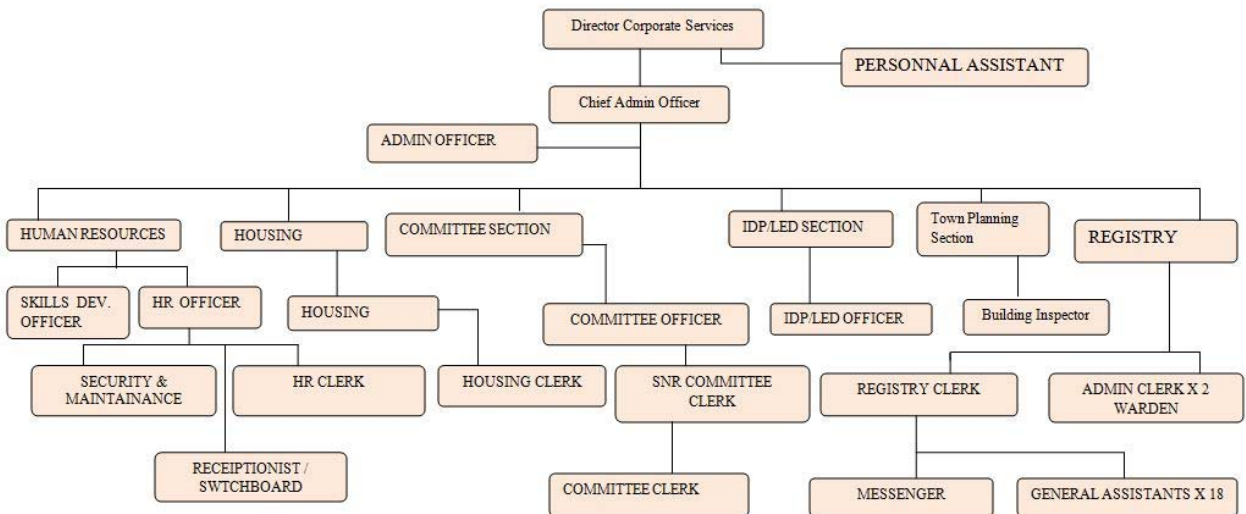 Director Corporate Services
PERSONNAL ASSISTANT
Chief Admin Officer
ADMIN OFFICER
HUMAN RESOURCES
HOUSING
COMMITTEE SECTION
IDP/LED SECTION
Town Planning
Section
REGISTRY
SKILLS DEV.
OFFICER
HR OFFICER
HOUSING
COMMITTEE OFFICER
IDP/LED OFFICER
Building Inspector
SECURITY &
MAINTAINANCE
HR CLERK
HOUSING CLERK
SNR COMMITTEE
CLERK
REGISTRY CLERK
ADMIN CLERK X 2
WARDEN
RECEIPTIONIST /
SWTCHBOARD
COMMITTEE CLERK
MESSENGER
GENERAL ASSISTANTS X 18